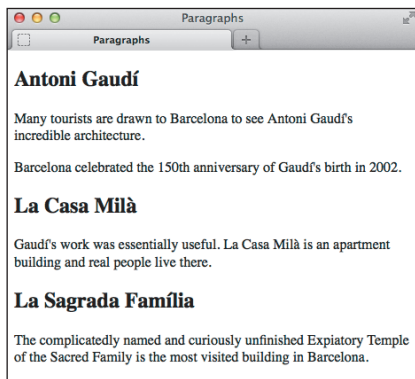 Paragraphs
Paragraphs
Antoni Gaudí
Many tourists are drawn to Barcelona to see Antoni Gaudí's
incredible architecture.
Barcelona celebrated the 150th anniversary of Gaudí's birth in 2002.
La Casa Milà
Gaudí's work was essentially useful. La Casa Milà is an apartment
building and real people live there.
La Sagrada Família
The complicatedly named and curiously unfinished Expiatory Temple
of the Sacred Family is the most visited building in Barcelona.